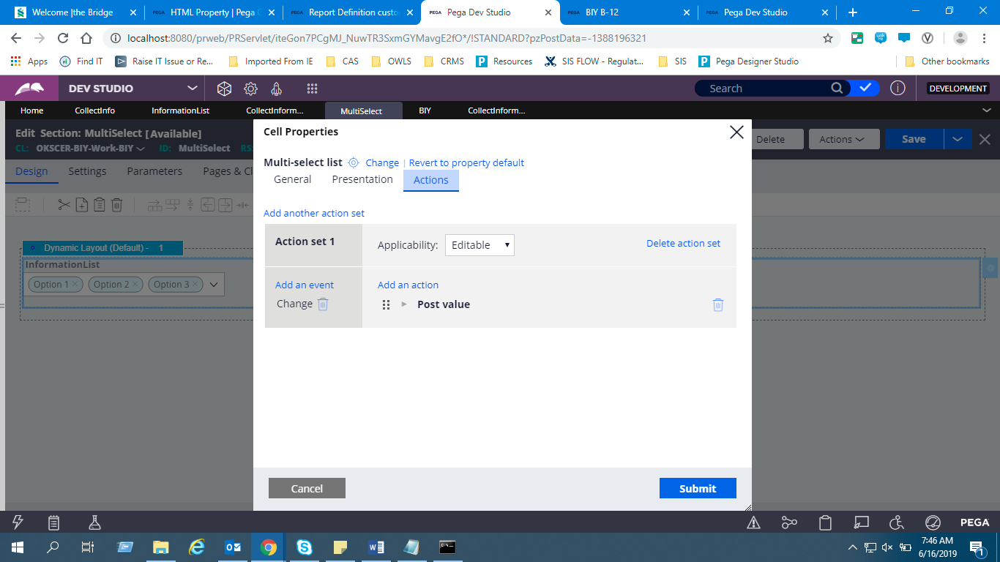 Welcome |the Bridge
PEGA HTML Property | Pega C
PEGA Report Definition custo
PEGA Pega Dev Studio
PEGA BIY B-12
PEGA Pega Dev Studio
localhost:8080/prweb/PRServlet/iteGon7PCgMJ_NuwTR3SxmGYMavgE2fO*/!STANDARD?pzPostData=-1388196321
Apps Find IT Raise IT Issue or Re... Imported From IE CAS OWLS CRMS Resources SIS FLOW - Regulat... SIS Pega Designer Studio Other bookmarks
DEV STUDIO Search DEVELOPMENT
Home CollectInfo InformationList CollectInform... MultiSelect BIY CollectInform...
Edit Section: MultiSelect [Available]
CL: OKSCER-BIY-Work-BIY ID: MultiSelect RS:
Delete Actions Save
Design Settings Parameters Pages & Cl
Dynamic Layout (Default) - 1
InformationList
Option 1 × Option 2 × Option 3 ×
Cell Properties
Multi-select list Change | Revert to property default
General Presentation Actions
Add another action set
Action set 1 Applicability: Editable Delete action set
Add an event Add an action
Change Post value
Cancel Submit
PEGA
7:46 AM
6/16/2019
1